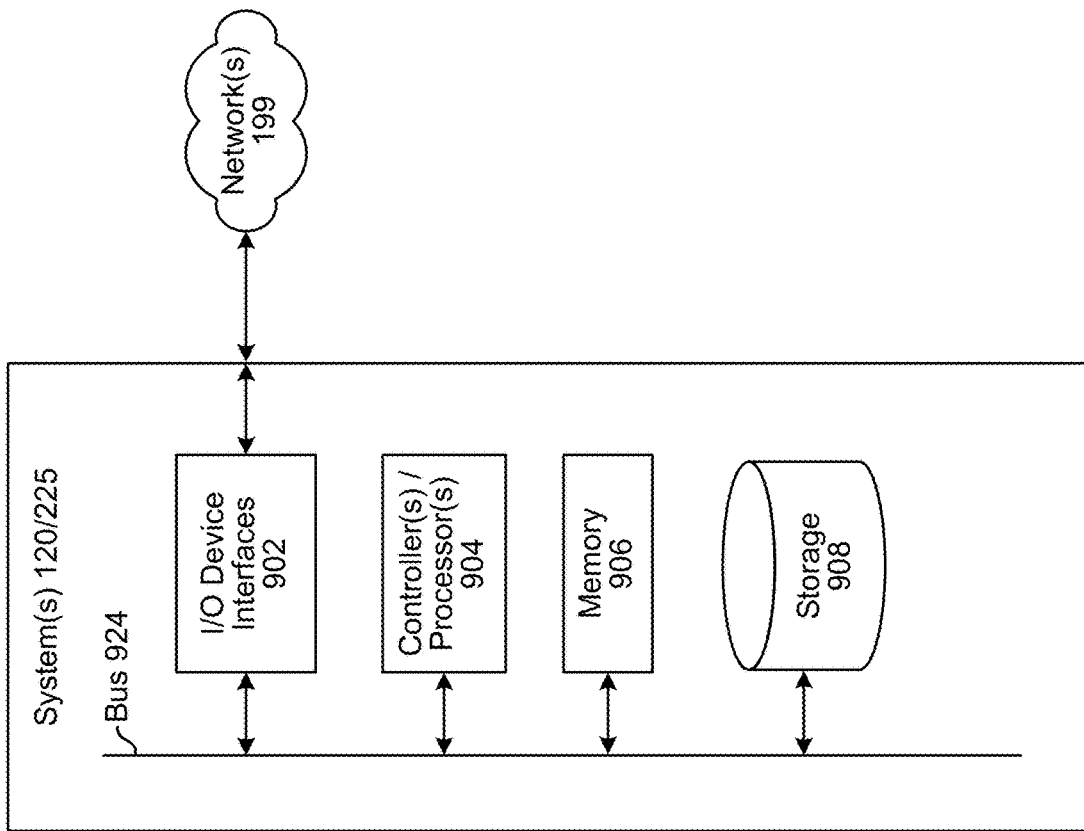 System(s) 120/225
Bus 924
I/O Device
Interfaces
902
Controller(s) /
Processor(s)
904
Memory
906
Storage
908
Network(s)
199